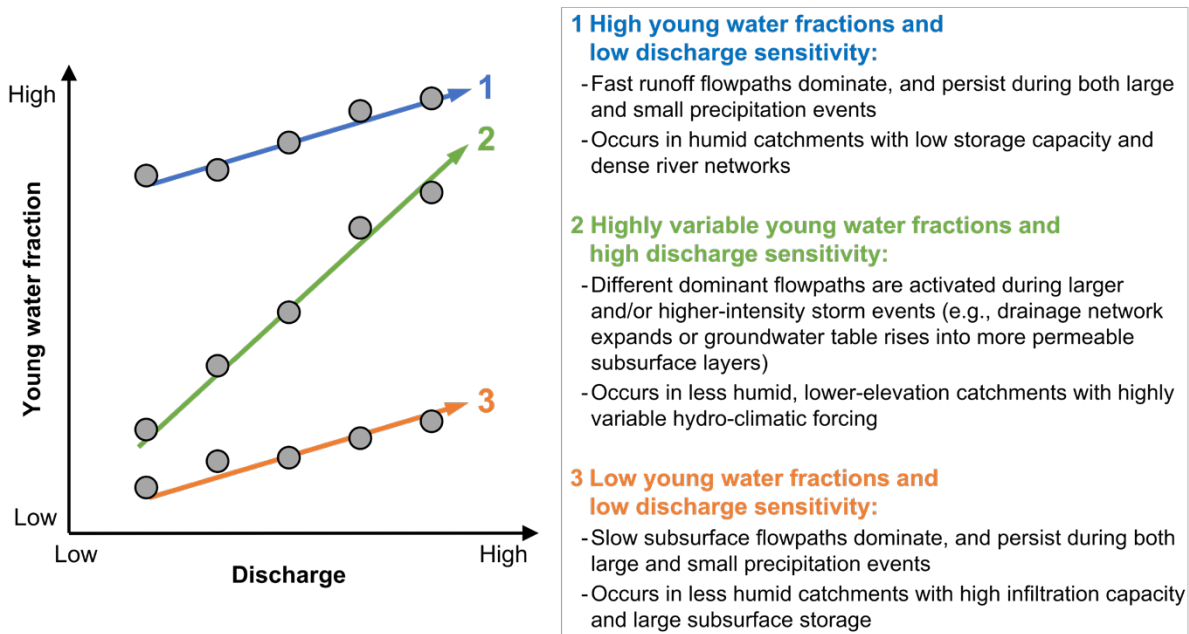 High
Young water fraction
Low
Low
High
Discharge
1
2
3
1 High young water fractions and
low discharge sensitivity:
- Fast runoff flowpaths dominate, and persist during both large
and small precipitation events
- Occurs in humid catchments with low storage capacity and
dense river networks
2 Highly variable young water fractions and
high discharge sensitivity:
- Different dominant flowpaths are activated during larger
and/or higher-intensity storm events (e.g., drainage network
expands or groundwater table rises into more permeable
subsurface layers)
- Occurs in less humid, lower-elevation catchments with highly
variable hydro-climatic forcing
3 Low young water fractions and
low discharge sensitivity:
- Slow subsurface flowpaths dominate, and persist during both
large and small precipitation events
- Occurs in less humid catchments with high infiltration capacity
and large subsurface storage